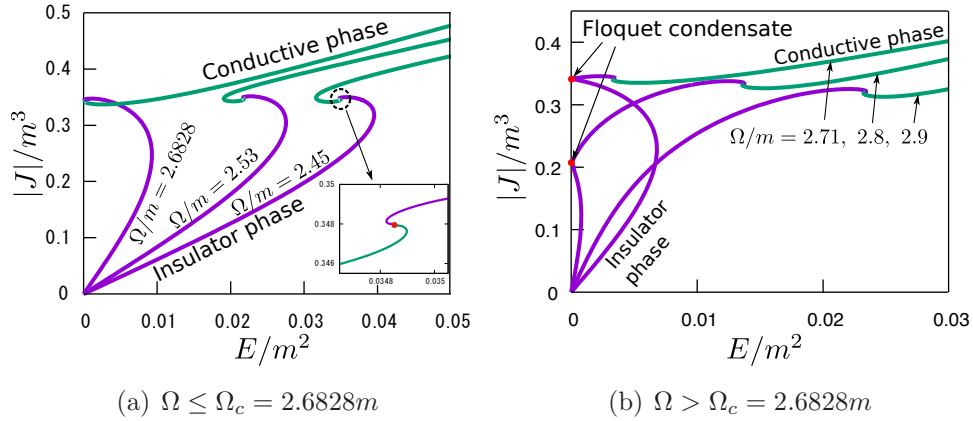 0.5
0.4
0.3
0.2
0.1
0
|J|/m³
Conductive phase
Ω/m = 2.6828
Ω/m = 2.53
Ω/m = 2.45
Insulator phase
0.35
0.348
0.346
0.0348
0.035
0 0.01 0.02 0.03 0.04 0.05
E/m²
(a) Ω ≤ Ω_c = 2.6828m
0.4
0.3
0.2
0.1
0
|J|/m³
Floquet condensate
Conductive phase
Ω/m = 2.71, 2.8, 2.9
Insulator
phase
0 0.01 0.02 0.03
E/m²
(b) Ω > Ω_c = 2.6828m